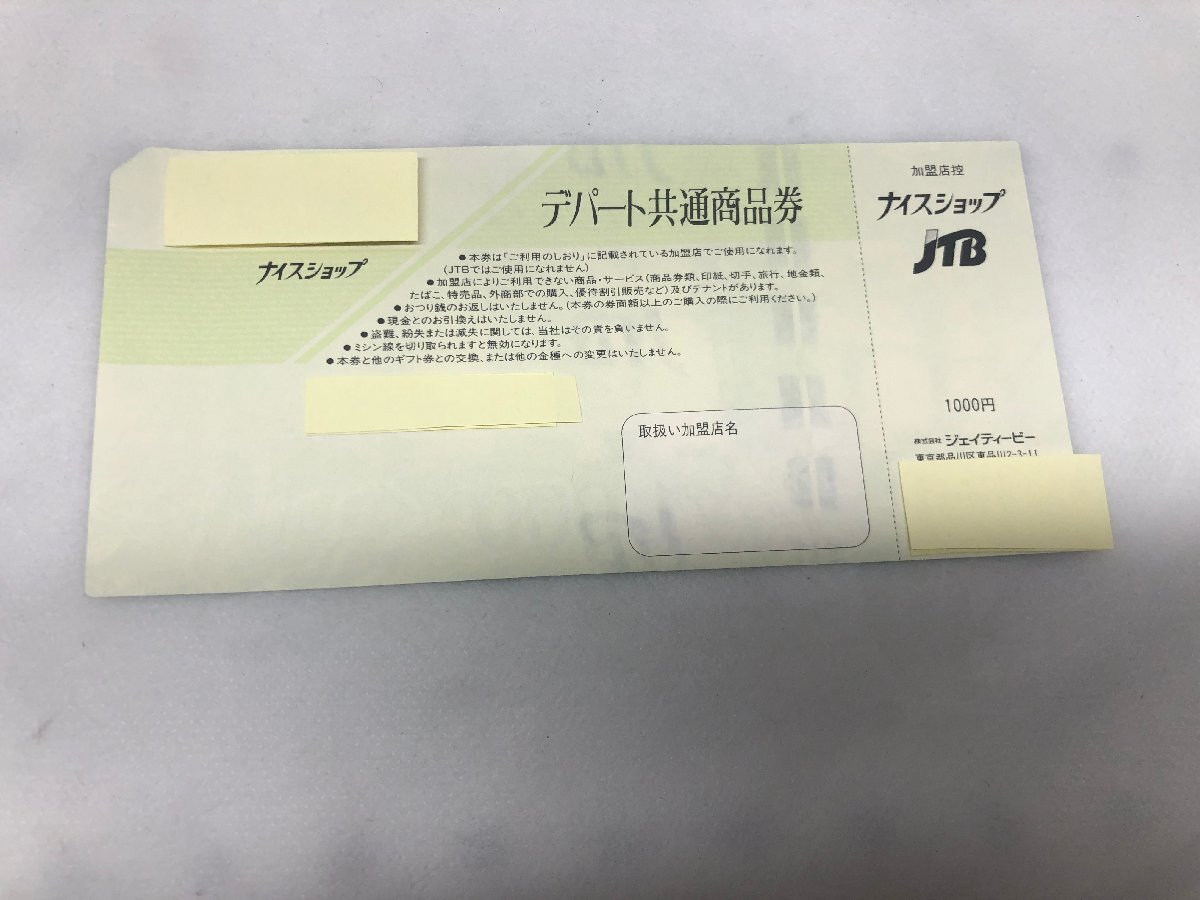 デパート共通商品券
ナイスショップ
●本券は「ご利用のしおり」に記載されている加盟店でご使用になれます。
(JTBではご使用になれません)
●加盟店によりご利用できない商品・サービス(商品券類、印紙、切手、旅行、地金類、
たばこ、特売品、外商部での購入、優待割引販売など)及びテナントがあります。
●おつり銭のお返しはいたしません。(本券の券面額以上のご購入の際にご利用ください。)
●現金とのお引換えはいたしません。
●盗難、紛失または滅失に関しては、当社はその責を負いません。
●ミシン線を切り取られますと無効になります。
●本券と他のギフト券との交換、または他の金種への変更はいたしません。
取扱い加盟店名
加盟店控
ナイスショップ
JTB
1000円
株式会社 ジェイティービー
東京都品川区東品川2-3-11